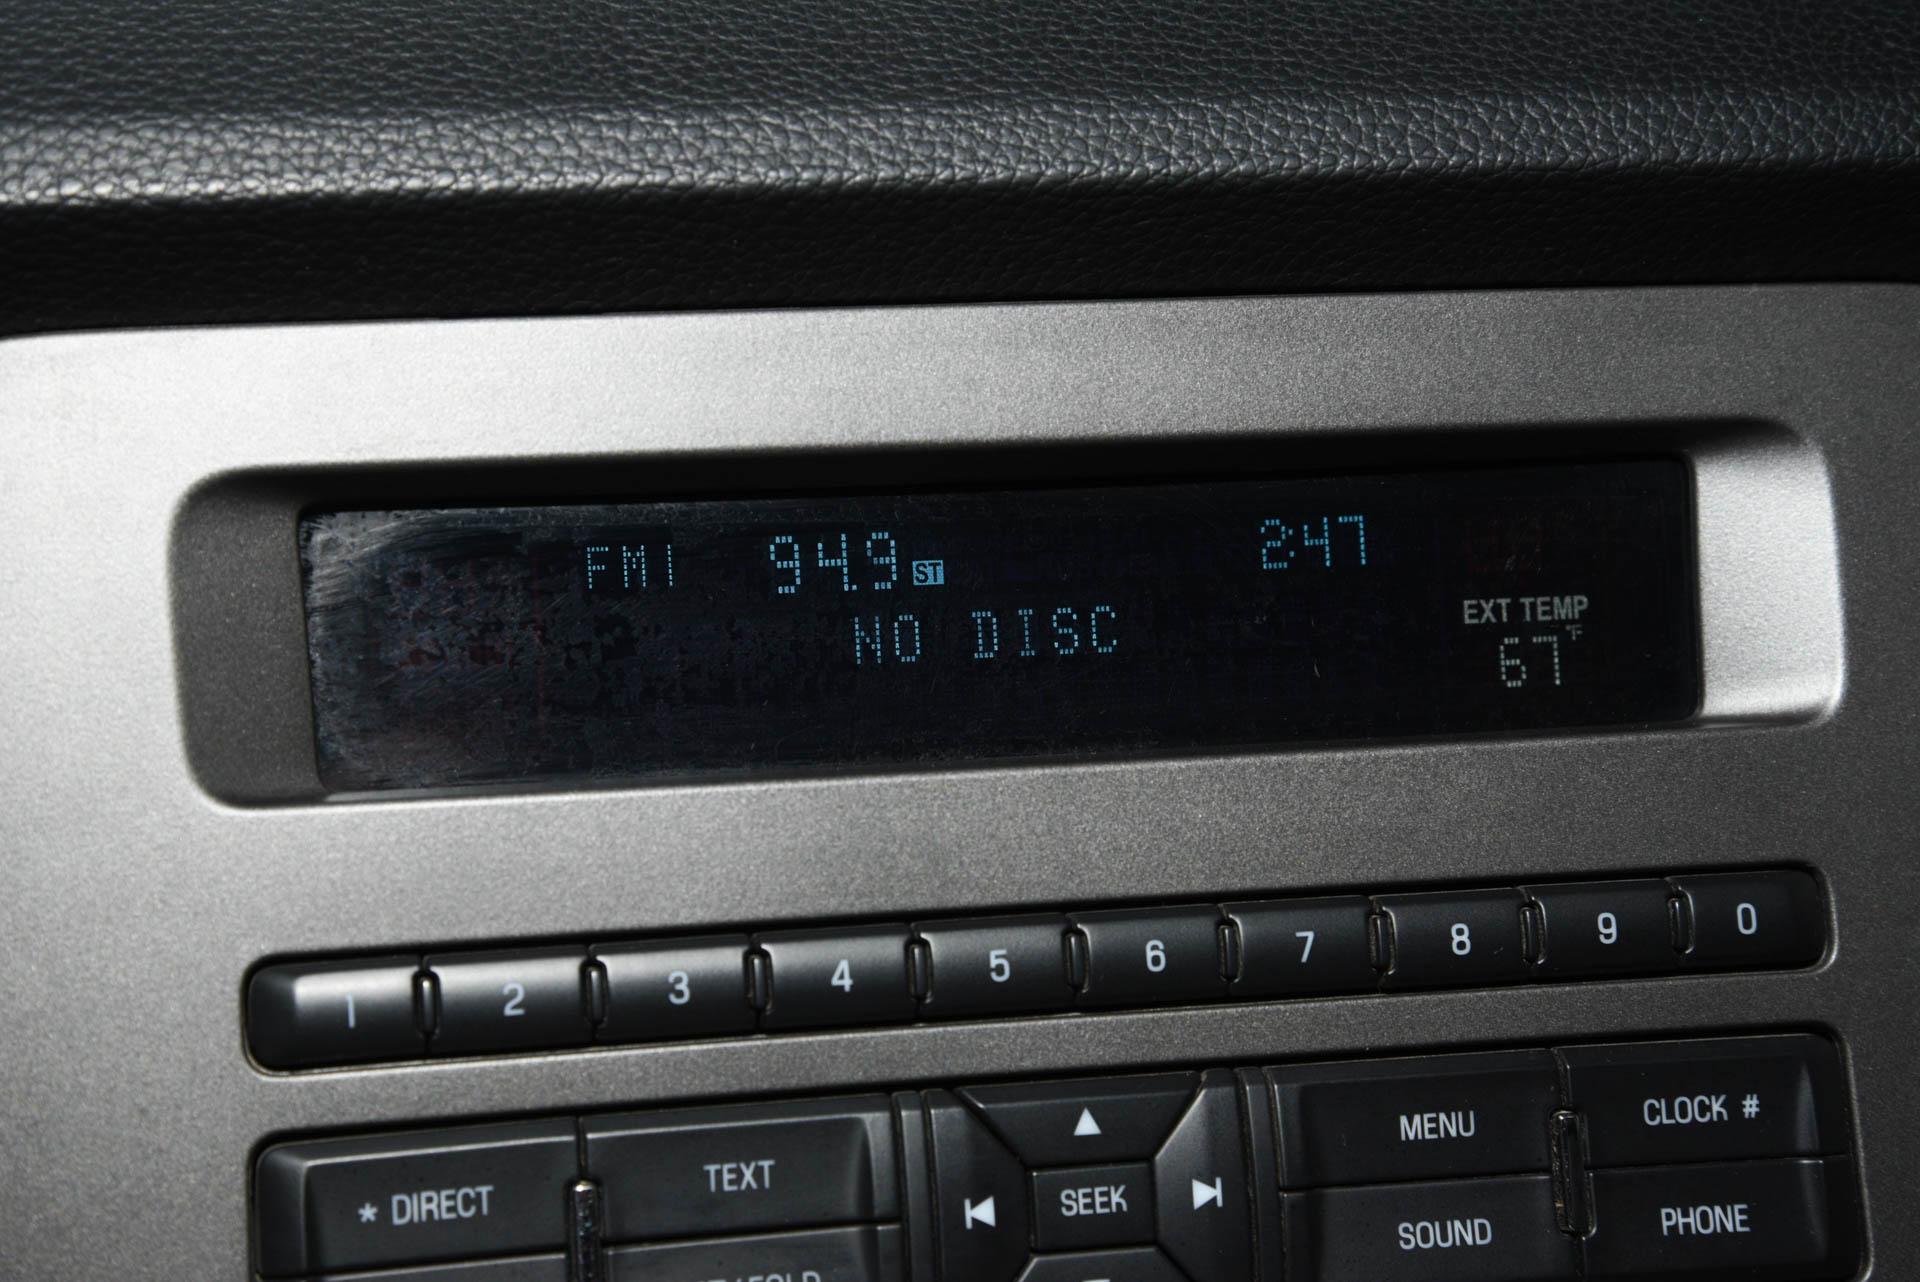 FM1 94.9 ST 2:47
EXT TEMP
NO DISC
67°F
1 2 3 4 5 6 7 8 9 0
MENU CLOCK #
* DIRECT TEXT SEEK
SOUND PHONE